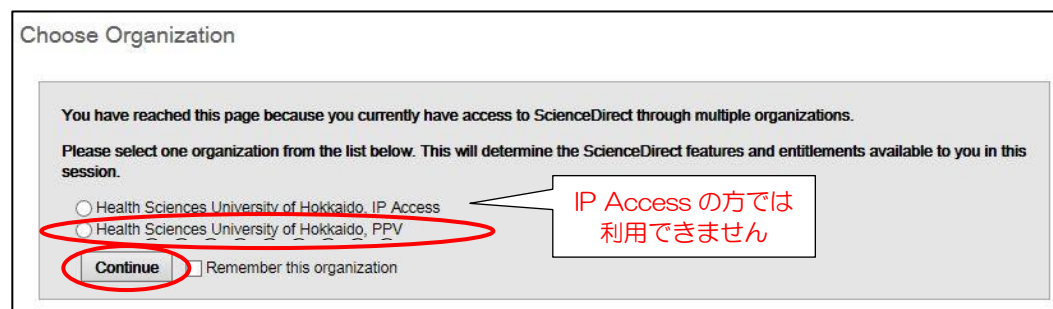 Choose Organization
You have reached this page because you currently have access to ScienceDirect through multiple organizations.
Please select one organization from the list below. This will determine the ScienceDirect features and entitlements available to you in this
session.
Health Sciences University of Hokkaido, IP Access
Health Sciences University of Hokkaido, PPV
IP Access の方では
利用できません
Continue
Remember this organization